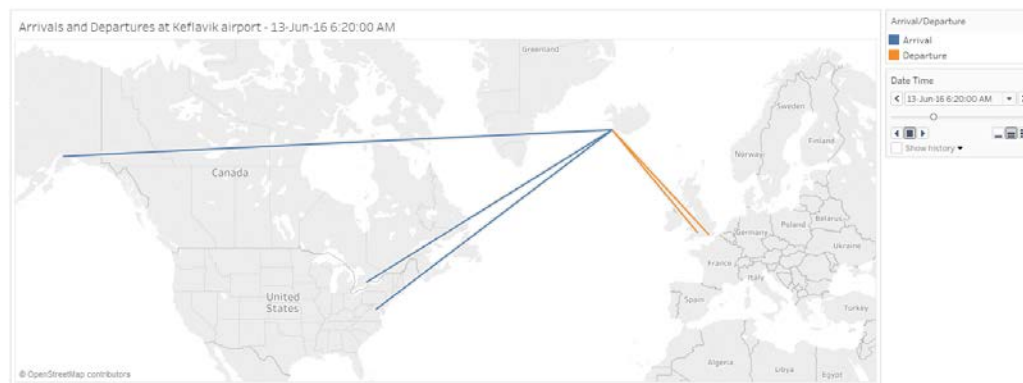 Arrivals and Departures at Keflavik airport - 13-Jun-16 6:20:00 AM
Arrival/Departure
Arrival
Departure
Date Time
13-Jun-16 6:20:00 AM
Show history
Greenland
Sweden
Finland
Norway
Canada
Poland
Belarus
Germany
Ukraine
France
Italy
United
States
Spain
Turkey
Algeria
Libya
Egypt
© OpenStreetMap contributors